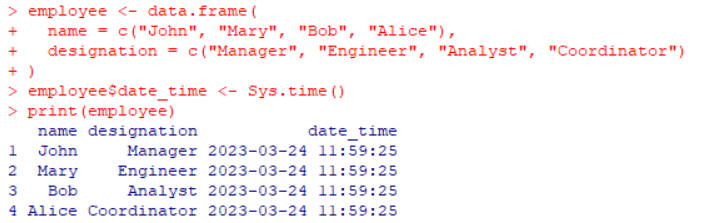 > employee <- data.frame(
+   name = c("John", "Mary", "Bob", "Alice"),
+   designation = c("Manager", "Engineer", "Analyst", "Coordinator")
+ )
> employee$date_time <- Sys.time()
> print(employee)
   name designation           date_time
1  John     Manager 2023-03-24 11:59:25
2  Mary    Engineer 2023-03-24 11:59:25
3   Bob     Analyst 2023-03-24 11:59:25
4 Alice Coordinator 2023-03-24 11:59:25